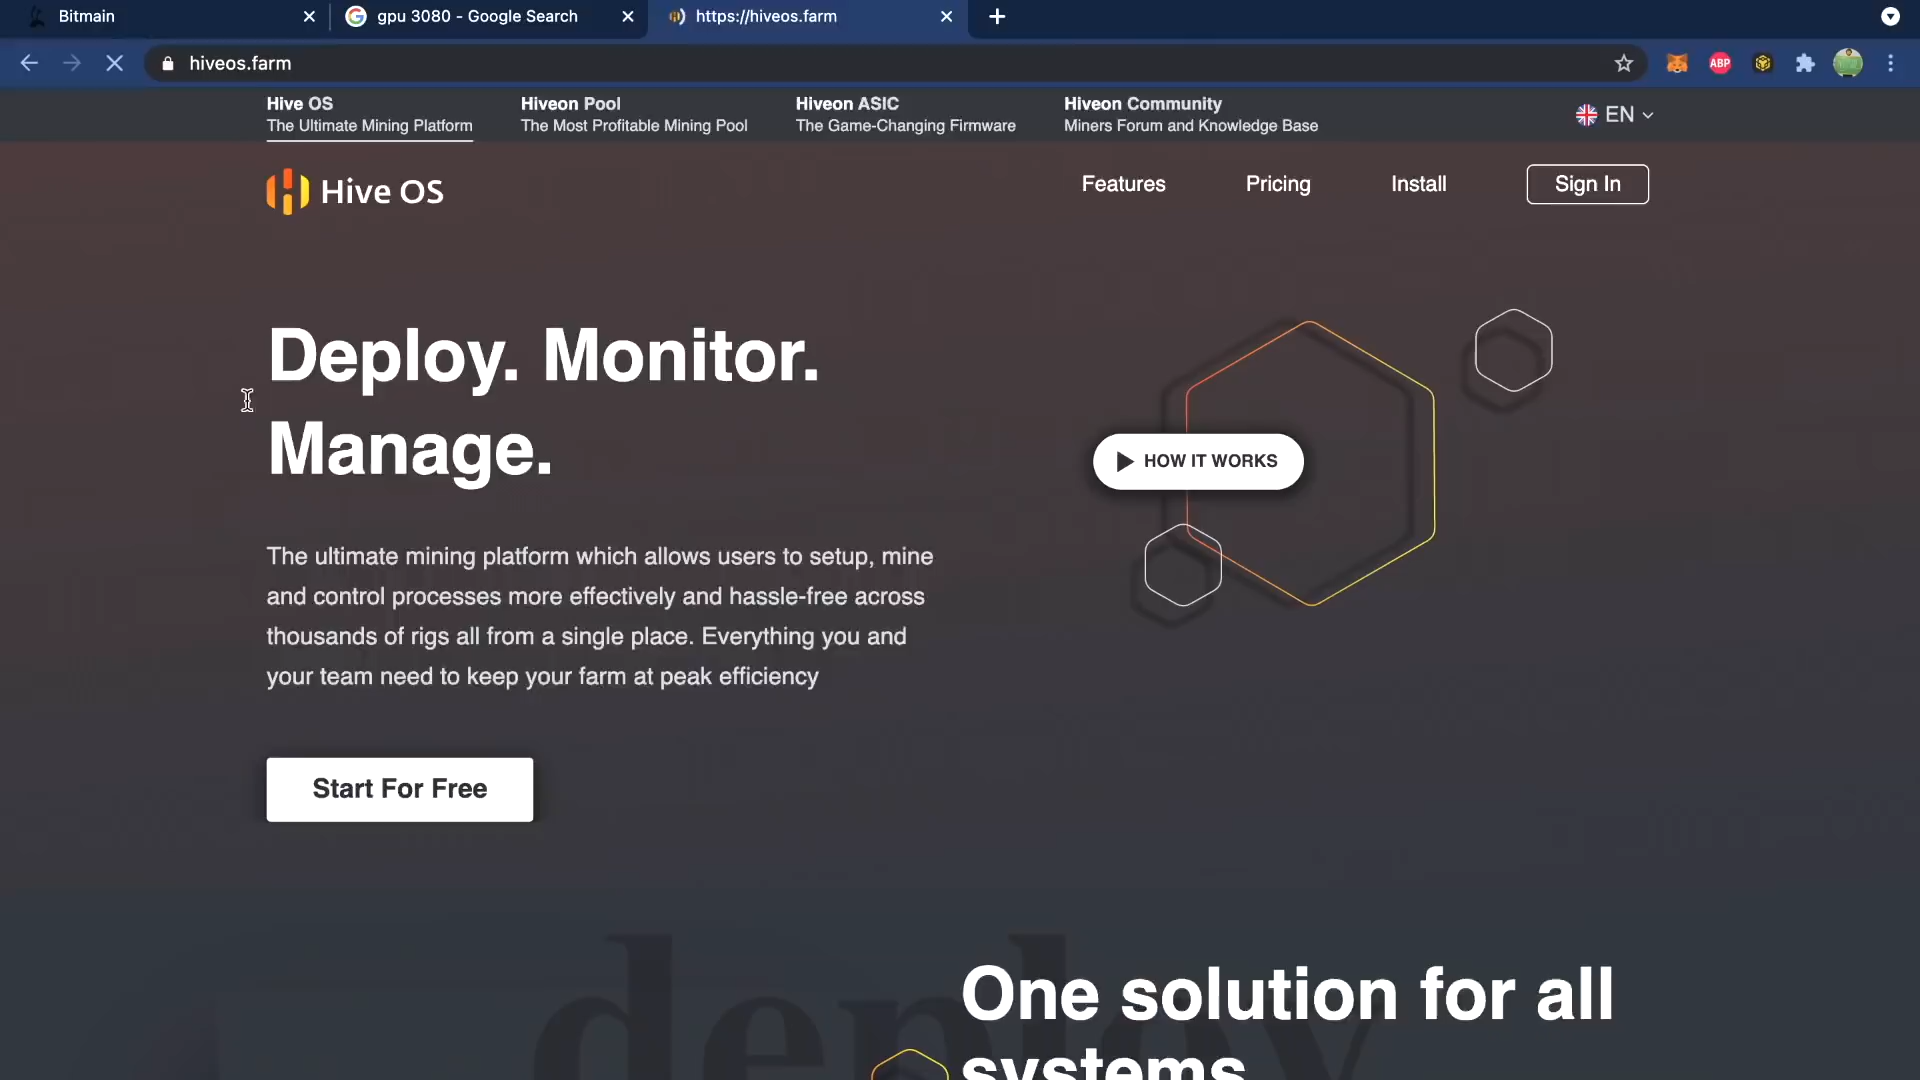 Bitmain
gpu 3080 - Google Search
https://hiveos.farm
hiveos.farm
ABP
Hive OS
The Ultimate Mining Platform
Hiveon Pool
The Most Profitable Mining Pool
Hiveon ASIC
The Game-Changing Firmware
Hiveon Community
Miners Forum and Knowledge Base
EN
Hive OS
Features
Pricing
Install
Sign In
Deploy. Monitor.
Manage.
HOW IT WORKS
The ultimate mining platform which allows users to setup, mine
and control processes more effectively and hassle-free across
thousands of rigs all from a single place. Everything you and
your team need to keep your farm at peak efficiency
Start For Free
deploy
One solution for all
systems